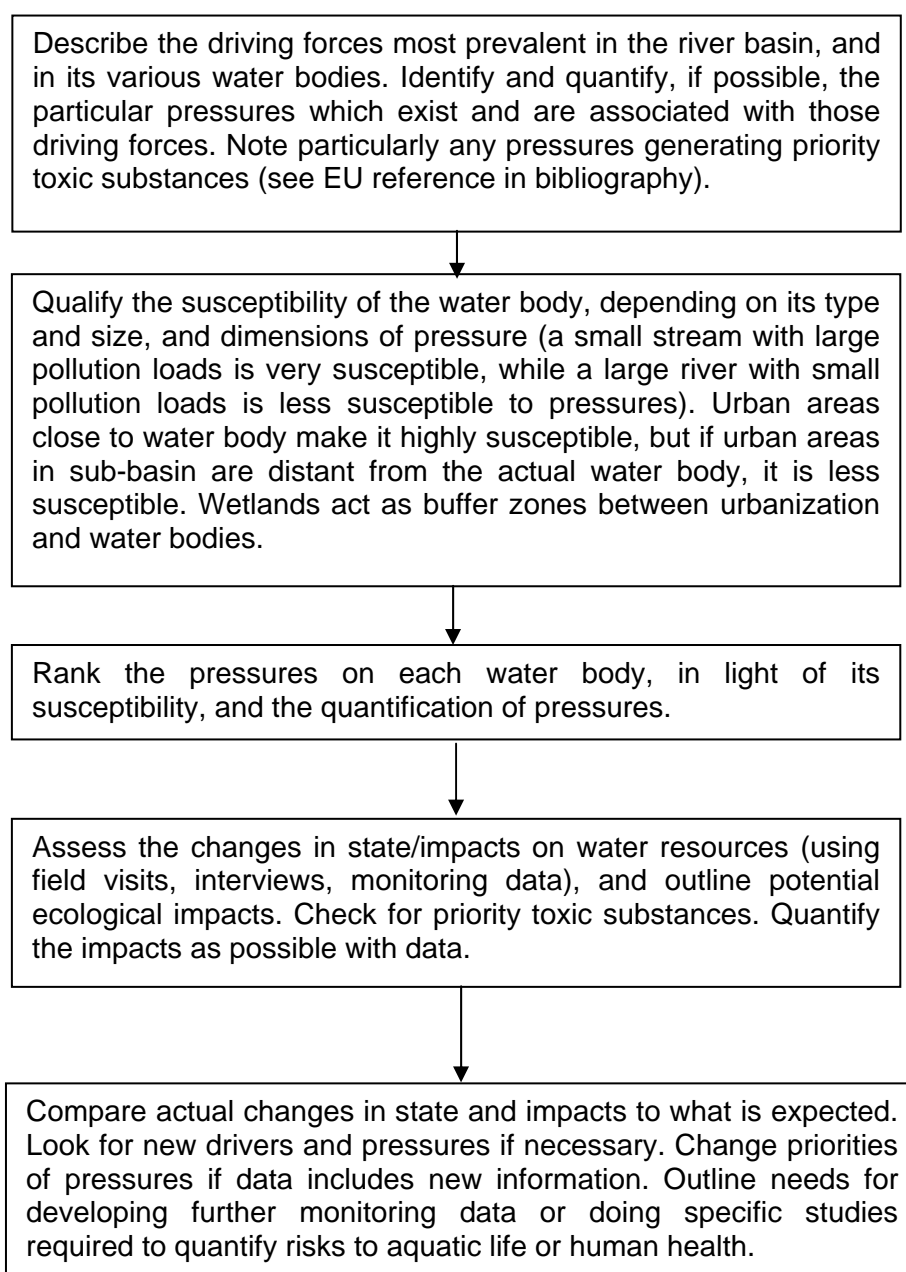 Describe the driving forces most prevalent in the river basin, and
in its various water bodies. Identify and quantify, if possible, the
particular pressures which exist and are associated with those
driving forces. Note particularly any pressures generating priority
toxic substances (see EU reference in bibliography).
Qualify the susceptibility of the water body, depending on its type
and size, and dimensions of pressure (a small stream with large
pollution loads is very susceptible, while a large river with small
pollution loads is less susceptible to pressures). Urban areas
close to water body make it highly susceptible, but if urban areas
in sub-basin are distant from the actual water body, it is less
susceptible. Wetlands act as buffer zones between urbanization
and water bodies.
Rank the pressures on each water body, in light of its
susceptibility, and the quantification of pressures.
Assess the changes in state/impacts on water resources (using
field visits, interviews, monitoring data), and outline potential
ecological impacts. Check for priority toxic substances. Quantify
the impacts as possible with data.
Compare actual changes in state and impacts to what is expected.
Look for new drivers and pressures if necessary. Change priorities
of pressures if data includes new information. Outline needs for
developing further monitoring data or doing specific studies
required to quantify risks to aquatic life or human health.